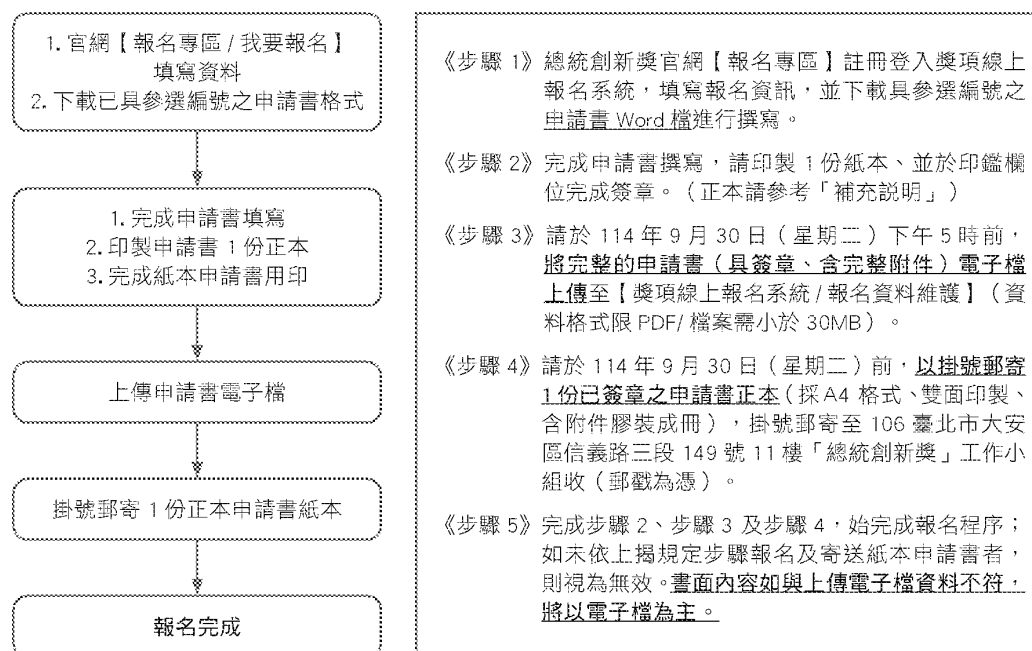 1. 官網【報名專區 / 我要報名】
填寫資料
2. 下載已具參選編號之申請書格式
1. 完成申請書填寫
2. 印製申請書 1 份正本
3. 完成紙本申請書用印
上傳申請書電子檔
掛號郵寄 1 份正本申請書紙本
報名完成
《步驟 1》總統創新獎官網【報名專區】註冊登入獎項線上
報名系統，填寫報名資訊，並下載具參選編號之
申請書 Word 檔進行撰寫。
《步驟 2》完成申請書撰寫，請印製 1 份紙本、並於印鑑欄
位完成簽章。（正本請參考「補充說明」）
《步驟 3》請於 114 年 9 月 30 日（星期二）下午 5 時前，
將完整的申請書（具簽章、含完整附件）電子檔
上傳至【獎項線上報名系統 / 報名資料維護】（資
料格式限 PDF/ 檔案需小於 30MB）。
《步驟 4》請於 114 年 9 月 30 日（星期二）前，以掛號郵寄
1 份已簽章之申請書正本（採 A4 格式、雙面印製、
含附件膠裝成冊），掛號郵寄至 106 臺北市大安
區信義路三段 149 號 11 樓「總統創新獎」工作小
組收（郵戳為憑）。
《步驟 5》完成步驟 2、步驟 3 及步驟 4，始完成報名程序；
如未依上揭規定步驟報名及寄送紙本申請書者，
則視為無效。書面內容如與上傳電子檔資料不符，
將以電子檔為主。